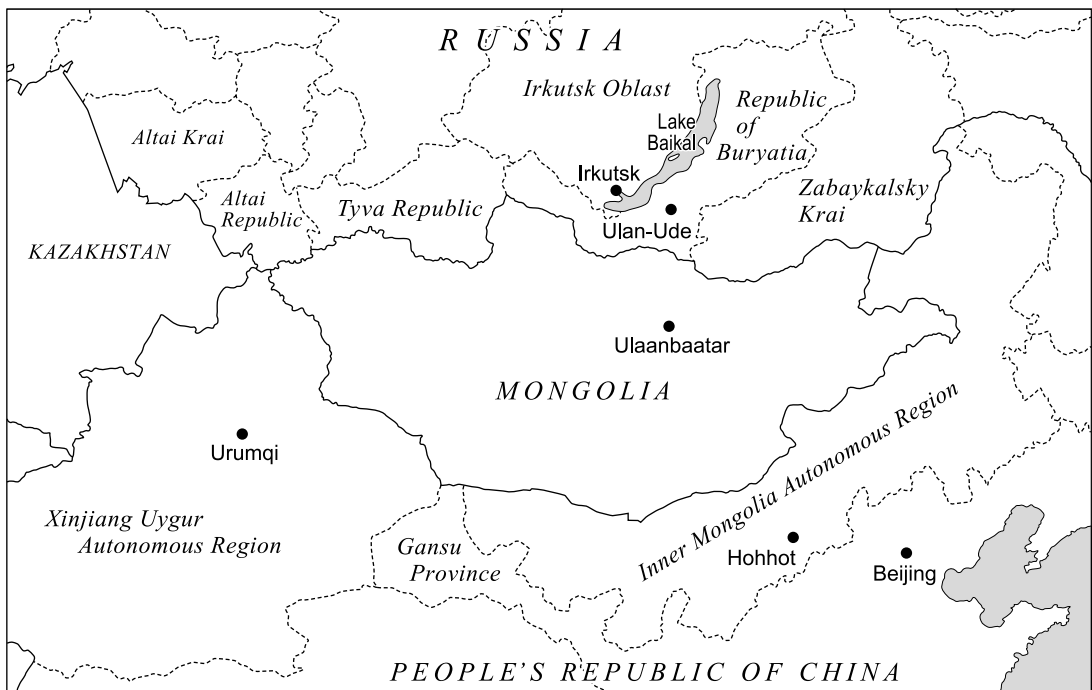 RUSSIA
Irkutsk Oblast
Republic
of
Buryatia
Lake
Baikal
Altai Krai
Irkutsk
Zabaykalsky
Krai
Altai
Republic
Tyva Republic
Ulan-Ude
KAZAKHSTAN
Ulaanbaatar
MONGOLIA
Urumqi
Inner Mongolia Autonomous Region
Xinjiang Uygur
Autonomous Region
Gansu
Province
Hohhot
Beijing
PEOPLE'S REPUBLIC OF CHINA